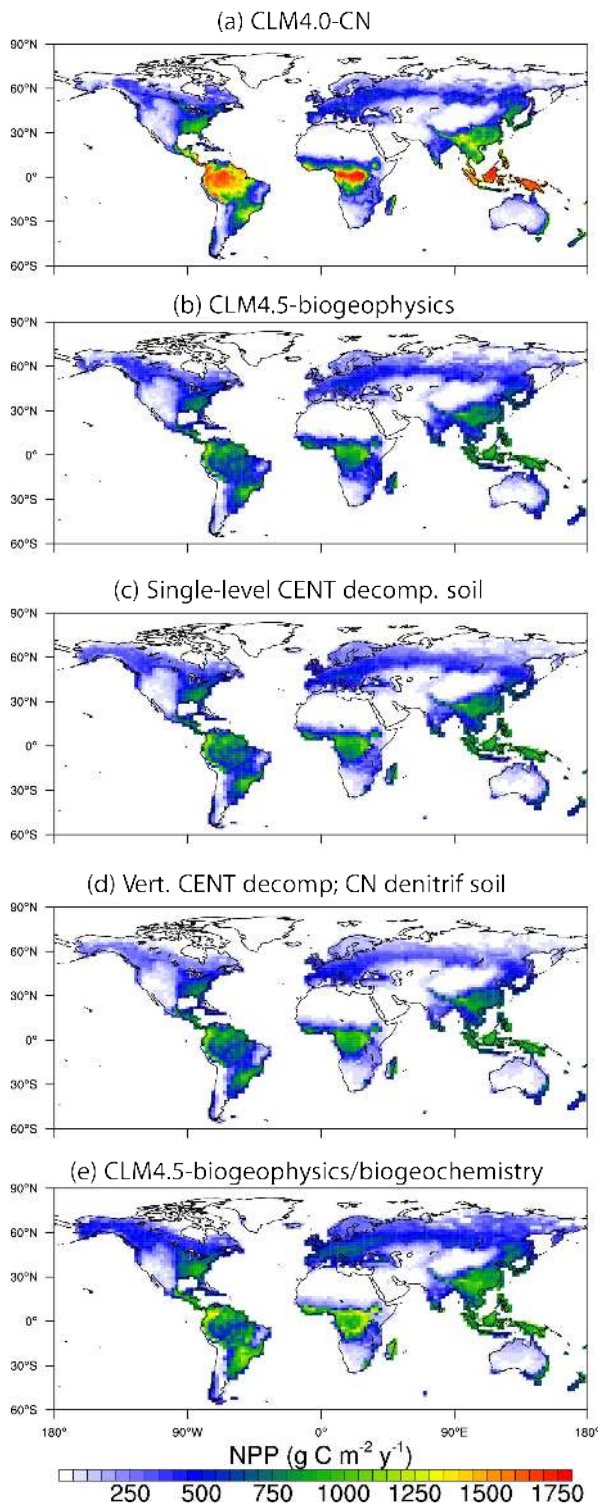 (a) CLM4.0-CN
90°N
60°N
30°N
0°
30°S
60°S
(b) CLM4.5-biogeophysics
90°N
60°N
30°N
0°
30°S
60°S
(c) Single-level CENT decomp. soil
90°N
60°N
30°N
0°
30°S
60°S
(d) Vert. CENT decomp; CN denitrif soil
90°N
60°N
30°N
0°
30°S
60°S
(e) CLM4.5-biogeophysics/biogeochemistry
90°N
60°N
30°N
0°
30°S
60°S
180° 90°W 0° 90°E 180°
NPP (g C m⁻² y⁻¹)
250 500 750 1000 1250 1500 1750